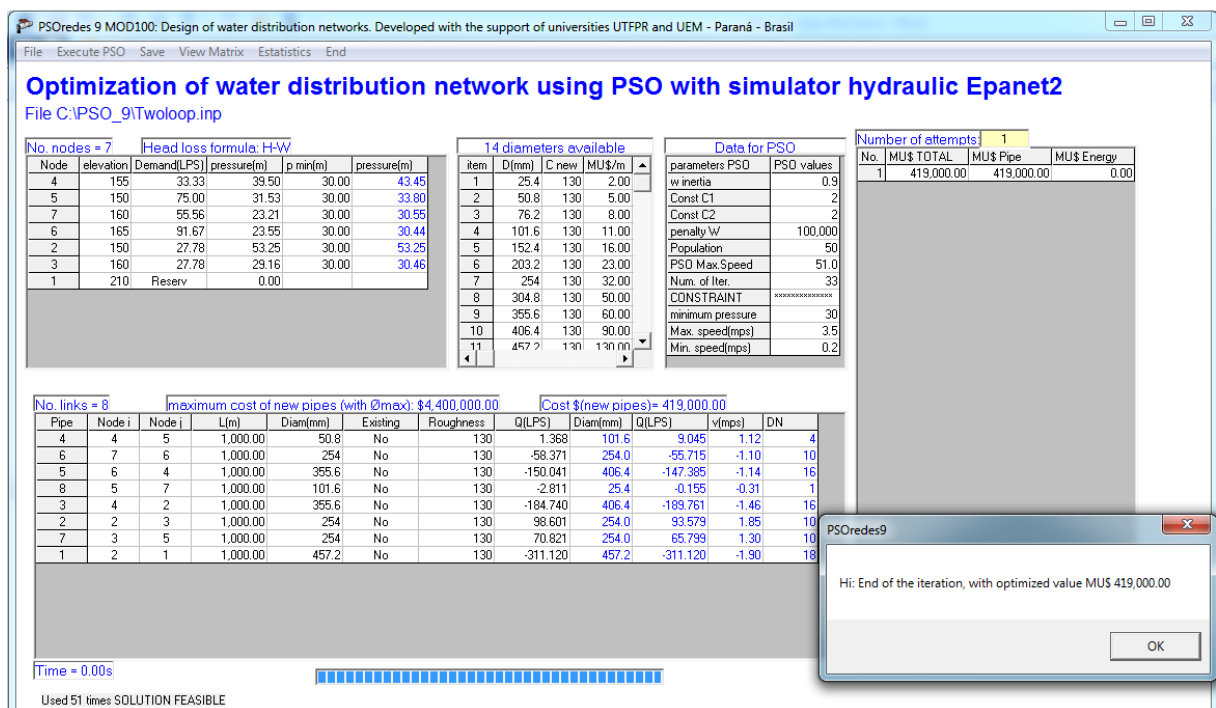 PSOredes 9 MOD100: Design of water distribution networks. Developed with the support of universities UTFPR and UEM - Paraná - Brasil
File Execute PSO Save View Matrix Estatistics End
Optimization of water distribution network using PSO with simulator hydraulic Epanet2
File C:\PSO_9\Twoloop.inp
No. nodes = 7 Head loss formula: H-W
Node elevation Demand(LPS) pressure(m) p min(m) pressure(m)
4 155 33.33 39.50 30.00 43.45
5 150 75.00 31.53 30.00 33.80
7 160 55.56 23.21 30.00 30.55
6 165 91.67 23.55 30.00 30.44
2 150 27.78 53.25 30.00 53.25
3 160 27.78 29.16 30.00 30.46
1 210 Reserv 0.00
14 diameters available
item D(mm) C new MU$/m
1 25.4 130 2.00
2 50.8 130 5.00
3 76.2 130 8.00
4 101.6 130 11.00
5 152.4 130 16.00
6 203.2 130 23.00
7 254 130 32.00
8 304.8 130 50.00
9 355.6 130 60.00
10 406.4 130 90.00
11 457.2 130 130.00
Data for PSO
parameters PSO PSO values
w inertia 0.9
Const C1 2
Const C2 2
penalty W 100,000
Population 50
PSO Max.Speed 51.0
Num. of Iter. 33
CONSTRAINT xxxxxxxxxxxxxx
minimum pressure 30
Max. speed(mps) 3.5
Min. speed(mps) 0.2
Number of attempts: 1
No. MU$ TOTAL MU$ Pipe MU$ Energy
1 419,000.00 419,000.00 0.00
No. links = 8 maximum cost of new pipes (with Ømax): $4,400,000.00 Cost $(new pipes)= 419,000.00
Pipe Node i Node j L(m) Diam(mm) Existing Roughness Q(LPS) Diam(mm) Q(LPS) v(mps) DN
4 4 5 1,000.00 50.8 No 130 1.368 101.6 9.045 1.12 4
6 7 6 1,000.00 254 No 130 -58.371 254.0 -55.715 -1.10 10
5 6 4 1,000.00 355.6 No 130 -150.041 406.4 -147.385 -1.14 16
8 5 7 1,000.00 101.6 No 130 -2.811 25.4 -0.155 -0.31 1
3 4 2 1,000.00 355.6 No 130 -184.740 406.4 -189.761 -1.46 16
2 2 3 1,000.00 254 No 130 98.601 254.0 93.579 1.85 10
7 3 5 1,000.00 254 No 130 70.821 254.0 65.799 1.30 10
1 2 1 1,000.00 457.2 No 130 -311.120 457.2 -311.120 -1.90 18
PSOredes9
Hi: End of the iteration, with optimized value MU$ 419,000.00
OK
Time = 0.00s
Used 51 times SOLUTION FEASIBLE